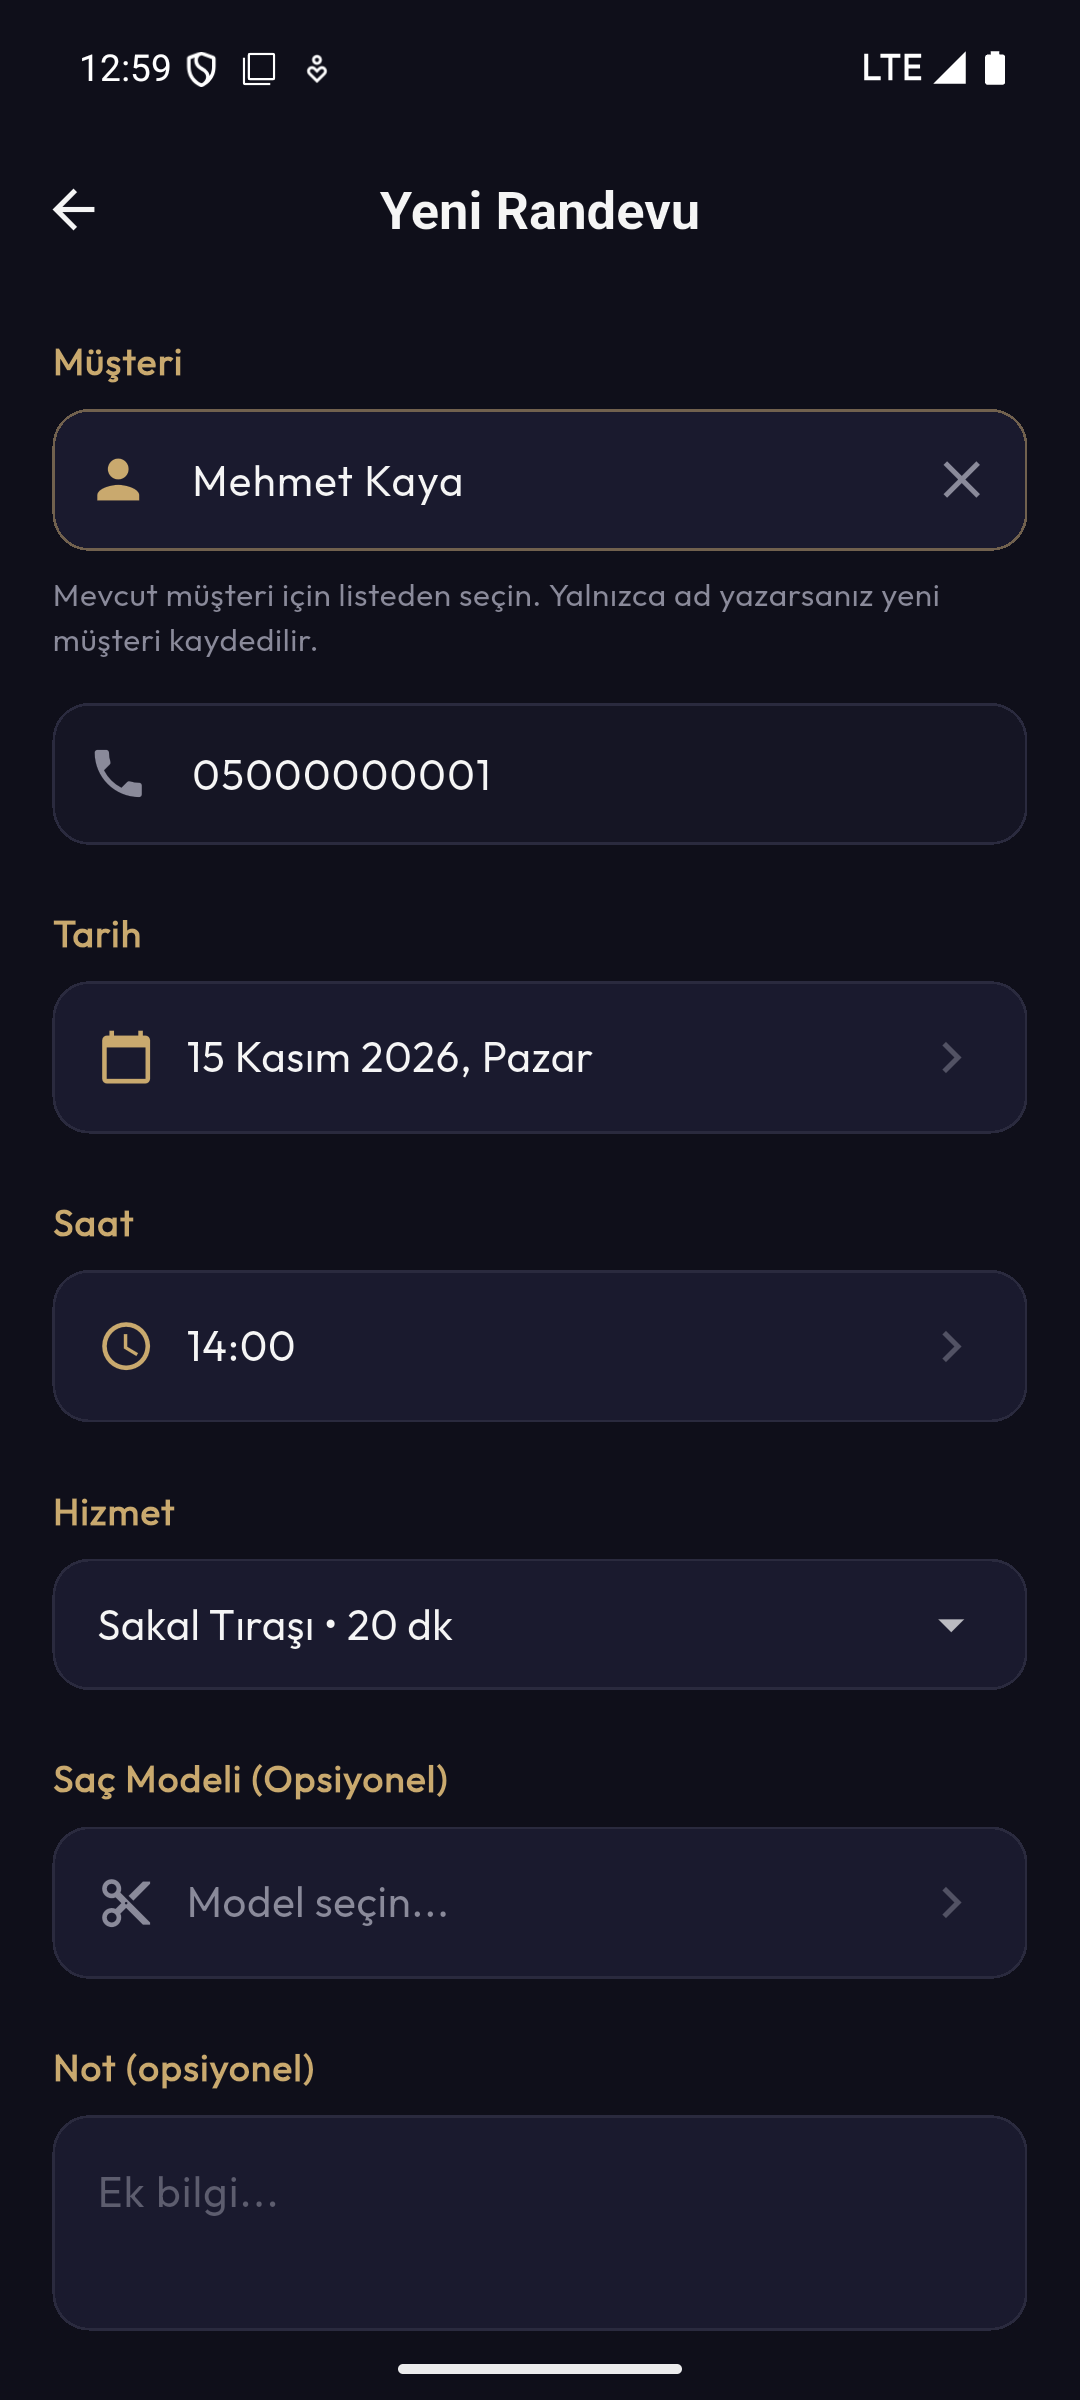 12:59
LTE
Yeni Randevu
Müşteri
Mehmet Kaya
Mevcut müşteri için listeden seçin. Yalnızca ad yazarsanız yeni
müşteri kaydedilir.
05000000001
Tarih
15 Kasım 2026, Pazar
Saat
14:00
Hizmet
Sakal Tıraşı • 20 dk
Saç Modeli (Opsiyonel)
Model seçin...
Not (opsiyonel)
Ek bilgi...